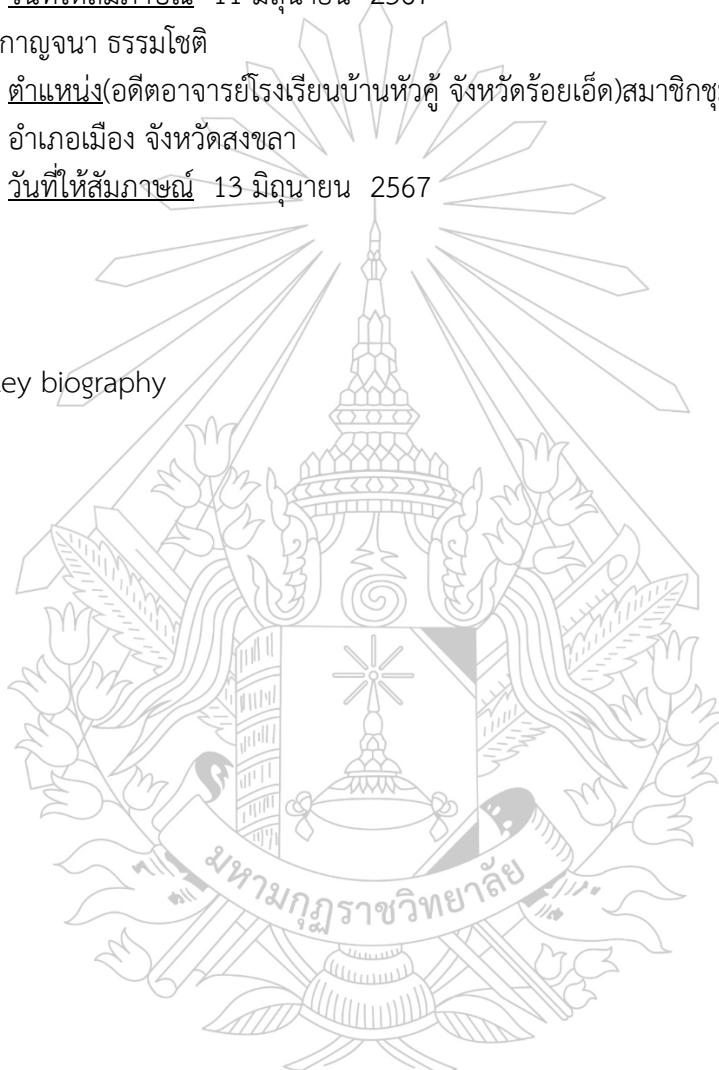 วันที่ให้สัมภาษณ์ 11 มิถุนายน 2567
กาญจนา ธรรมโชติ
ตำแหน่ง(อดีตอาจารย์โรงเรียนบ้านหัวคู้ จังหวัดร้อยเอ็ด)สมาชิกชุ
อำเภอเมือง จังหวัดสงขลา
วันที่ให้สัมภาษณ์ 13 มิถุนายน 2567
ey biography
มหามกุฏราชวิทยาลัย